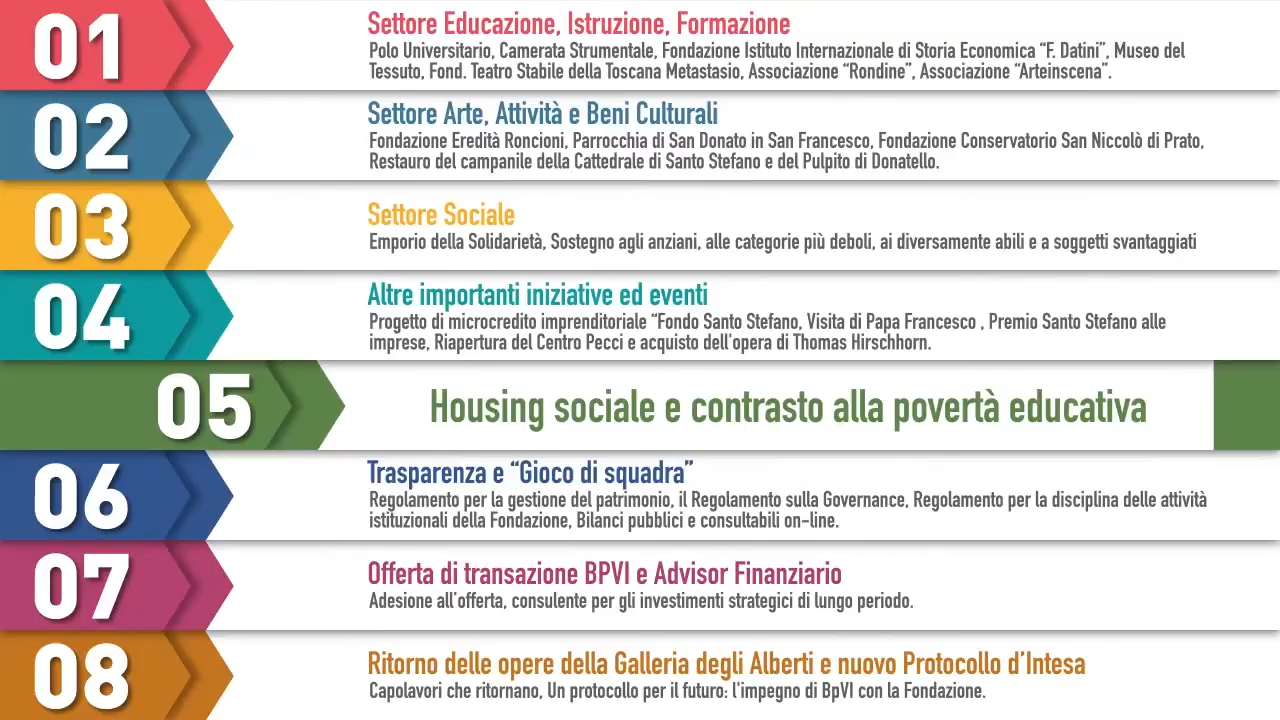 01
Settore Educazione, Istruzione, Formazione
Polo Universitario, Camerata Strumentale, Fondazione Istituto Internazionale di Storia Economica “F. Datini”, Museo del
Tessuto, Fond. Teatro Stabile della Toscana Metastasio, Associazione “Rondine”, Associazione “Arteinscena”.
02
Settore Arte, Attività e Beni Culturali
Fondazione Eredità Roncioni, Parrocchia di San Donato in San Francesco, Fondazione Conservatorio San Niccolò di Prato,
Restauro del campanile della Cattedrale di Santo Stefano e del Pulpito di Donatello.
03
Settore Sociale
Emporio della Solidarietà, Sostegno agli anziani, alle categorie più deboli, ai diversamente abili e a soggetti svantaggiati
04
Altre importanti iniziative ed eventi
Progetto di microcredito imprenditoriale “Fondo Santo Stefano, Visita di Papa Francesco , Premio Santo Stefano alle
imprese, Riapertura del Centro Pecci e acquisto dell'opera di Thomas Hirschhorn.
05
Housing sociale e contrasto alla povertà educativa
06
Trasparenza e “Gioco di squadra”
Regolamento per la gestione del patrimonio, il Regolamento sulla Governance, Regolamento per la disciplina delle attività
istituzionali della Fondazione, Bilanci pubblici e consultabili on-line.
07
Offerta di transazione BPVI e Advisor Finanziario
Adesione all’offerta, consulente per gli investimenti strategici di lungo periodo.
08
Ritorno delle opere della Galleria degli Alberti e nuovo Protocollo d’Intesa
Capolavori che ritornano, Un protocollo per il futuro: l'impegno di BpVI con la Fondazione.